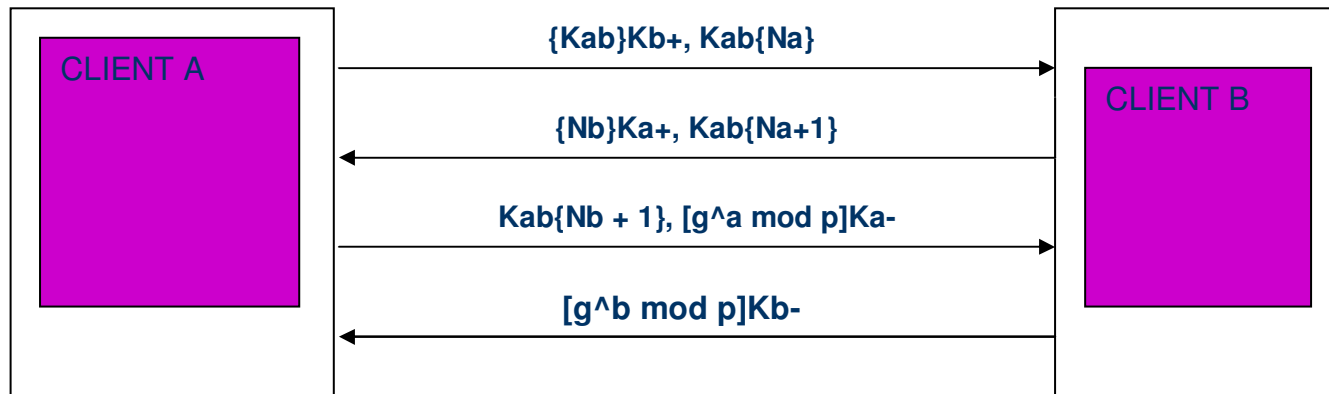 {Kab}Kb+, Kab{Na}
CLIENT A
CLIENT B
{Nb}Ka+, Kab{Na+1}
Kab{Nb + 1}, [g^a mod p]Ka-
[g^b mod p]Kb-